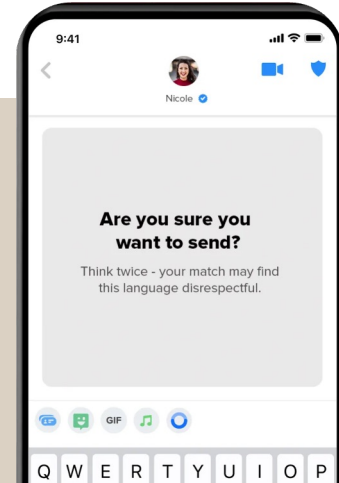 9:41
Nicole
Are you sure you
want to send?
Think twice - your match may find
this language disrespectful.
GIF
Q W E R T Y U I O P